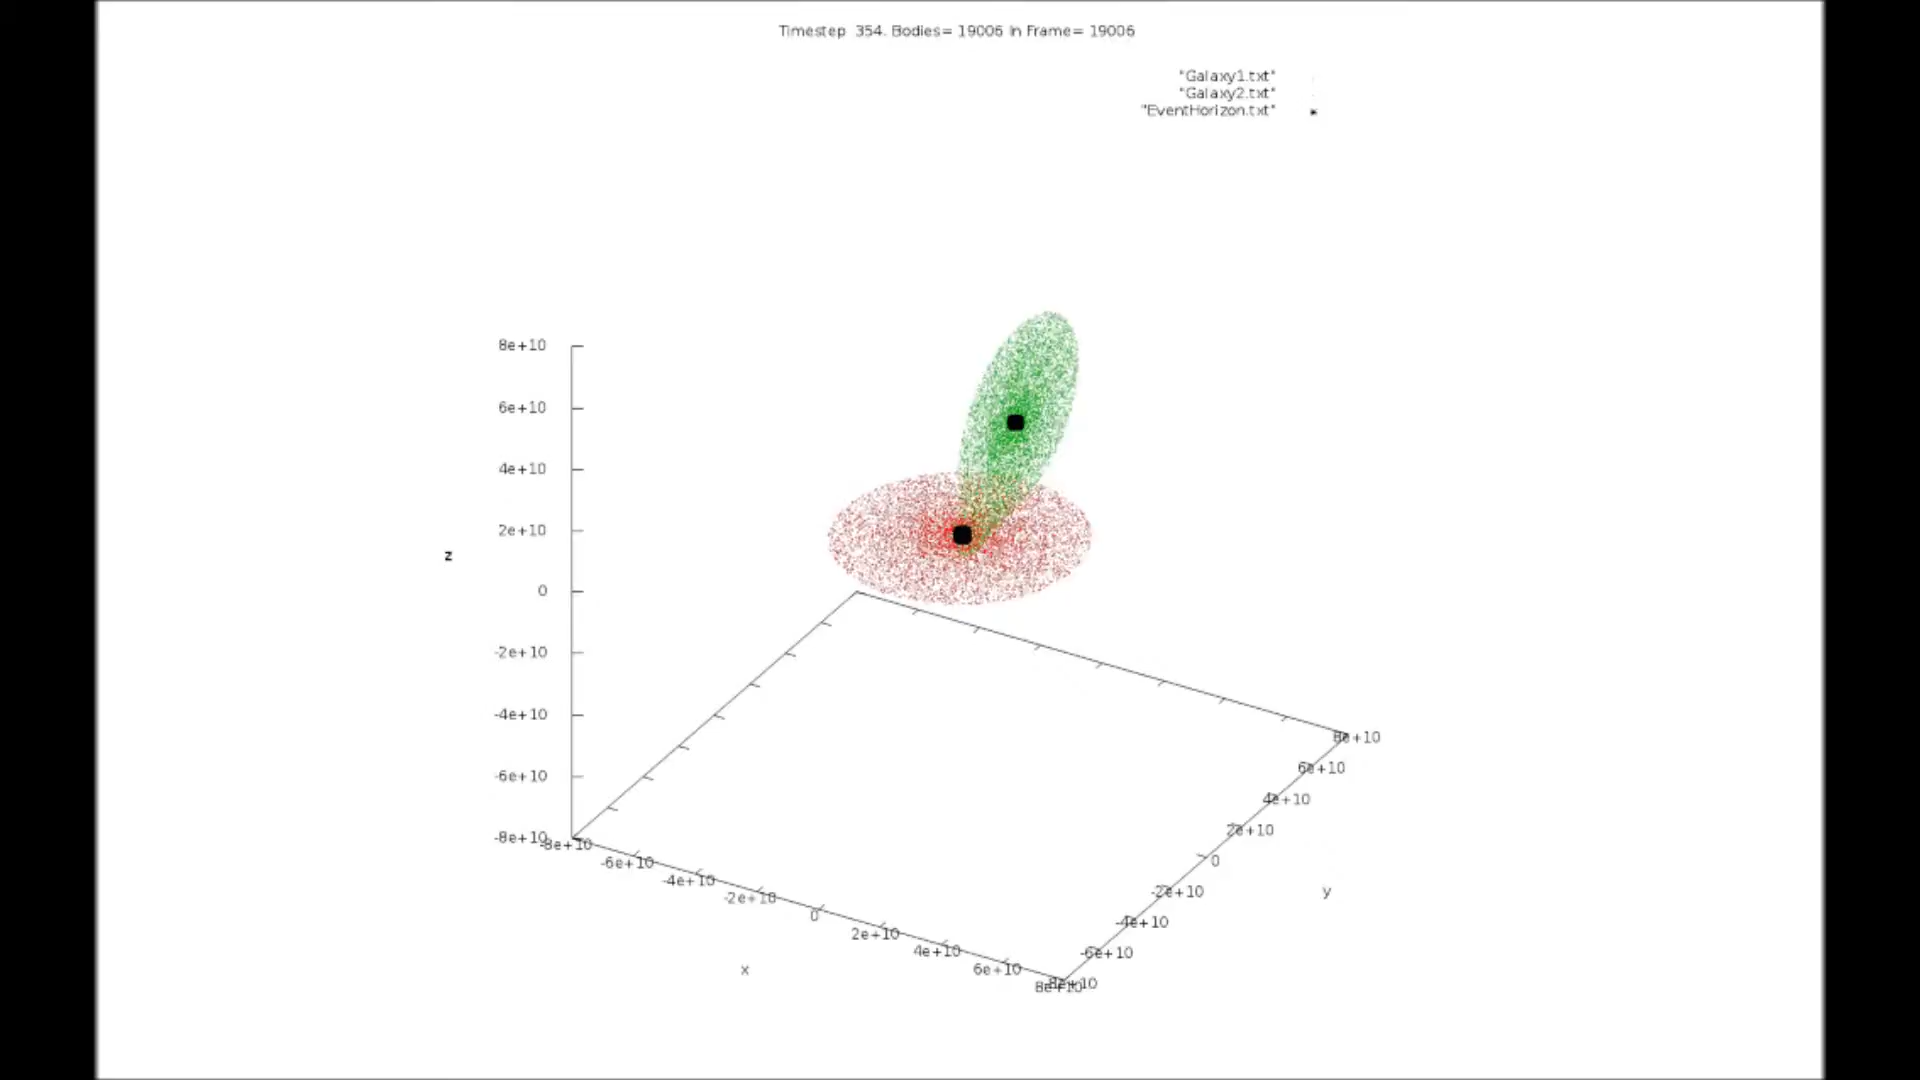 Timestep 354. Bodies= 19006 In Frame= 19006
"Galaxy1.txt"
"Galaxy2.txt"
"EventHorizon.txt"
8e+10
6e+10
4e+10
2e+10
z
0
-2e+10
-4e+10
-6e+10
-8e+10
-8e+10
-6e+10
-4e+10
-2e+10
0
2e+10
4e+10
6e+10
8e+10
x
8e+10
6e+10
4e+10
2e+10
0
-2e+10
-4e+10
-6e+10
y